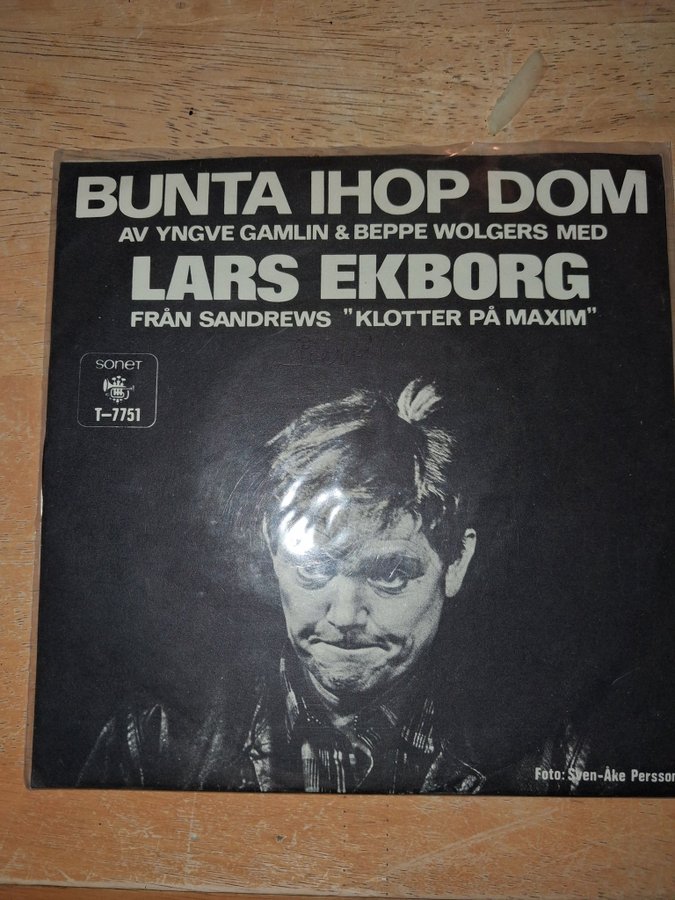 BUNTA IHOP DOM
AV YNGVE GAMLIN & BEPPE WOLGERS MED
LARS EKBORG
FRÅN SANDREWS "KLOTTER PÅ MAXIM"
sonet
T-7751
Foto: Sven-Åke Persson